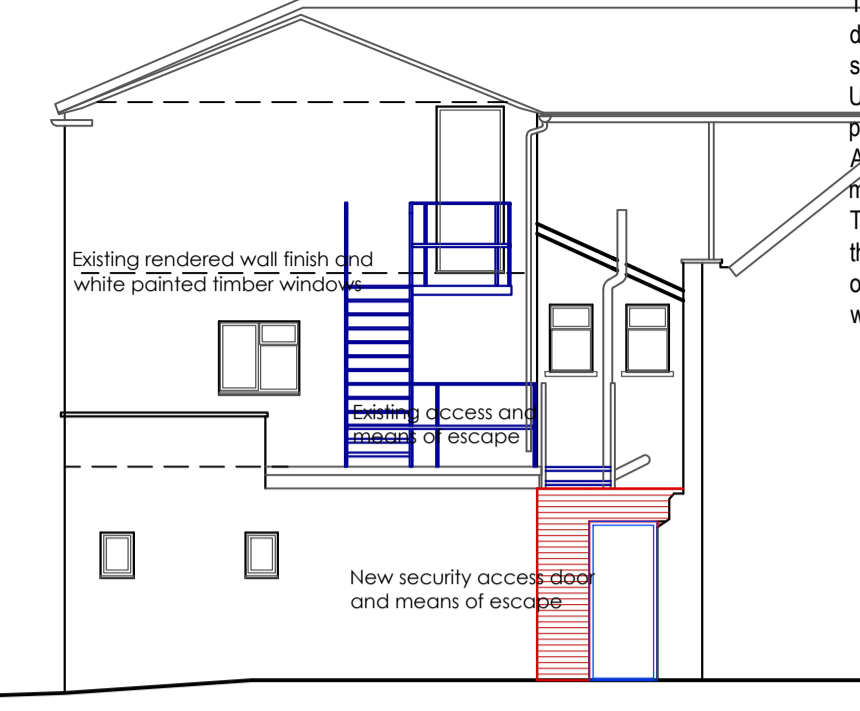 Existing rendered wall finish and
white painted timber windows
Existing access and
means of escape
New security access door
and means of escape